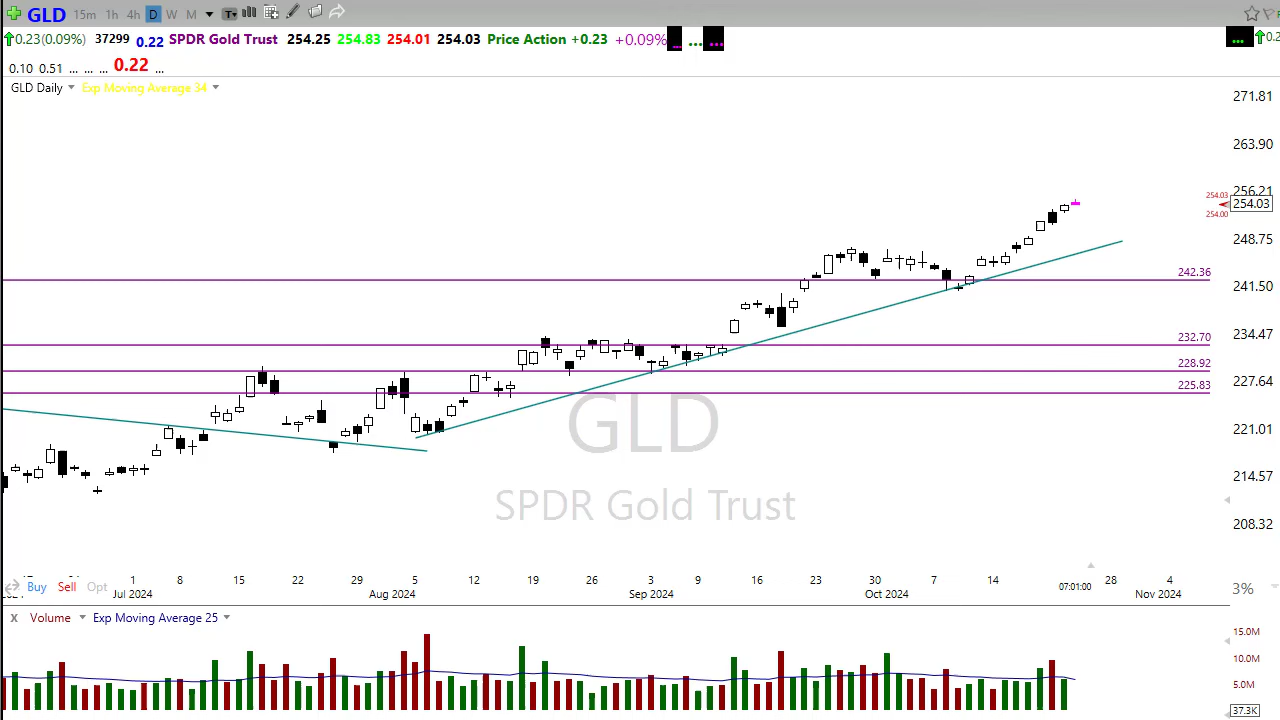 GLD 15m 1h 4h D W M T
0.23(0.09%) 37299 0.22 SPDR Gold Trust 254.25 254.83 254.01 254.03 Price Action +0.23 +0.09% ... ... ... ... 0.2
0.10 0.51 ... ... ... 0.22 ...
GLD Daily Exp Moving Average 34
271.81
263.90
256.21
254.03
254.03
254.00
248.75
242.36
241.50
234.47
232.70
228.92
227.64
225.83
221.01
214.57
208.32
GLD
SPDR Gold Trust
1 8 15 22 29 5 12 19 26 3 9 16 23 30 7 14 28 4
Buy Sell Opt
07:01:00
3%
Jul 2024 Aug 2024 Sep 2024 Oct 2024 Nov 2024
X Volume Exp Moving Average 25
15.0M
10.0M
5.0M
37.3K